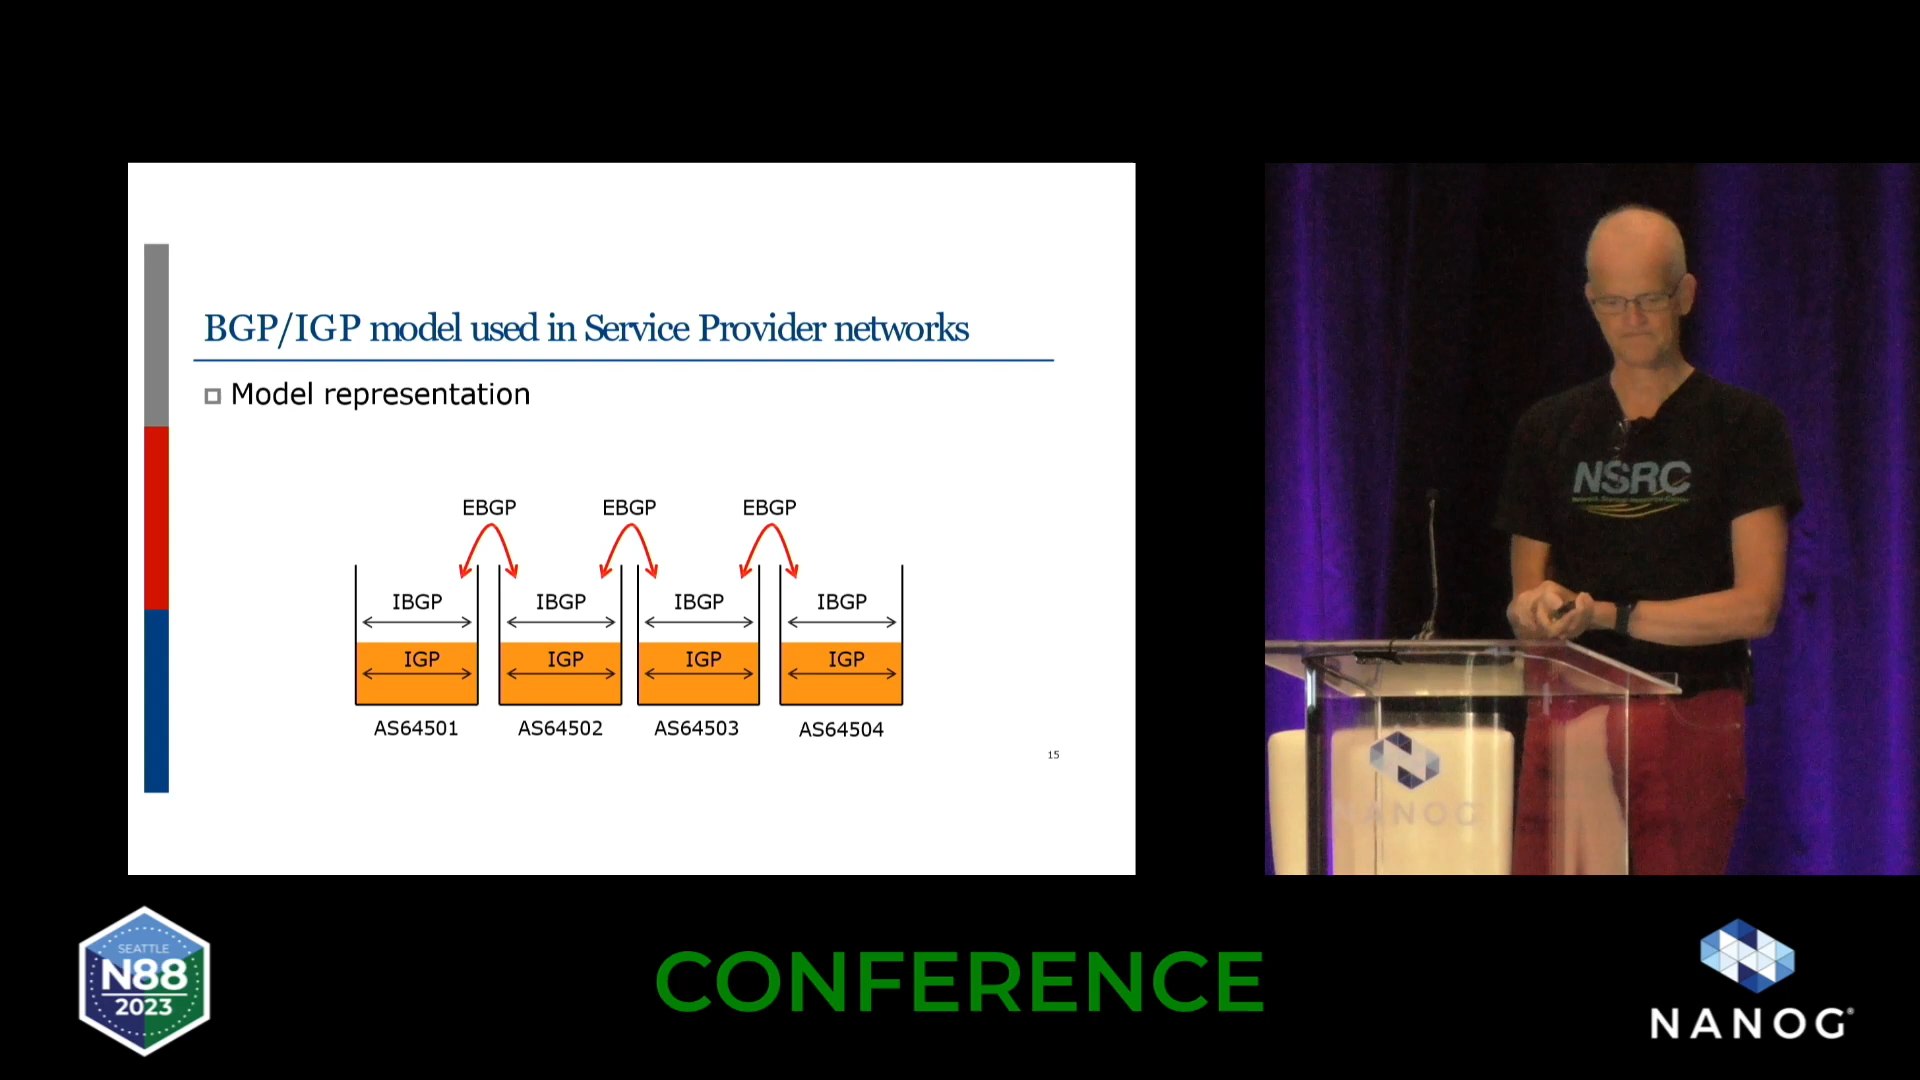 BGP/IGP model used in Service Provider networks
Model representation
EBGP EBGP EBGP
IBGP IBGP IBGP IBGP
IGP IGP IGP IGP
AS64501 AS64502 AS64503 AS64504
15
NSRC
NANOG
SEATTLE
N88
2023
CONFERENCE
NANOG®